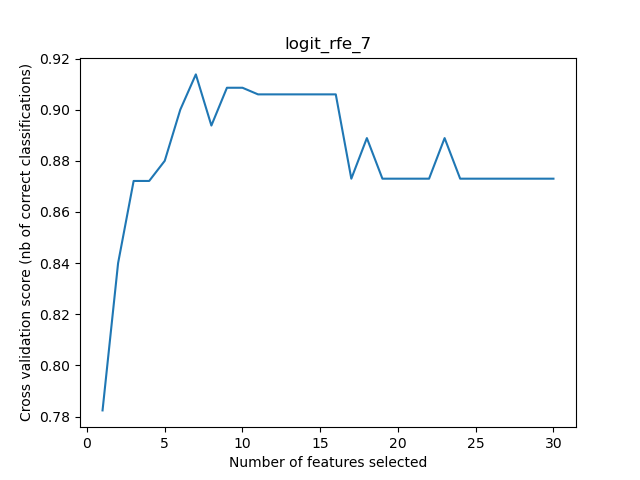 logit_rfe_7
0.92
0.90
0.88
0.86
0.84
0.82
0.80
0.78
Cross validation score (nb of correct classifications)
0 5 10 15 20 25 30
Number of features selected